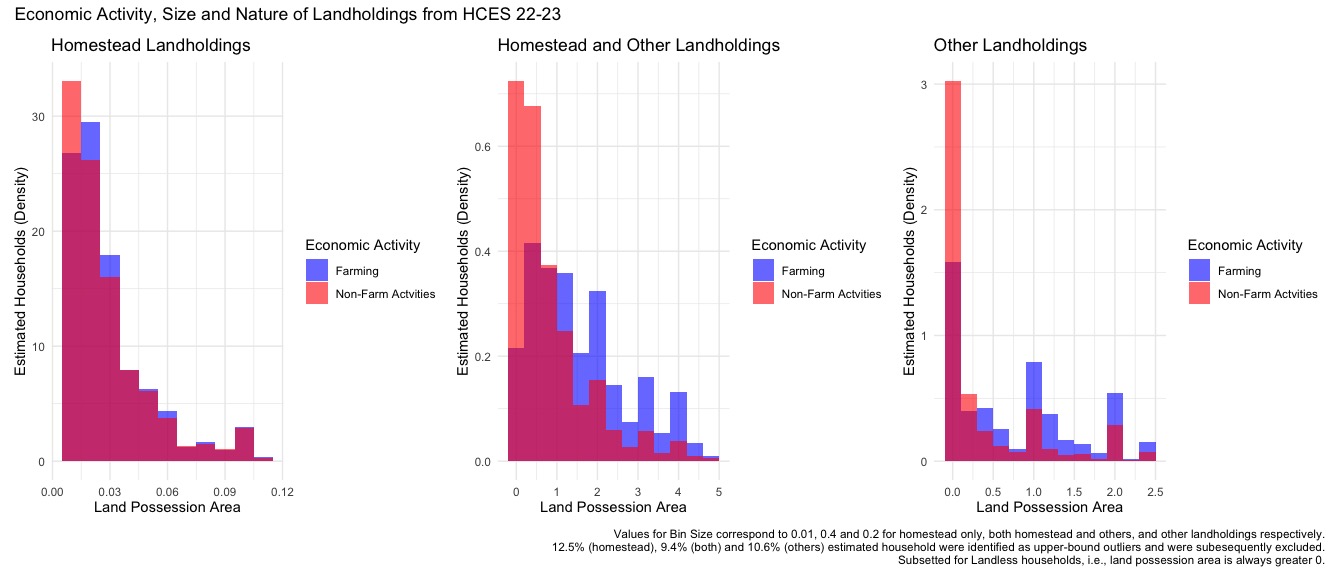 Economic Activity, Size and Nature of Landholdings from HCES 22-23
Homestead Landholdings
Estimated Households (Density)
30
20
10
0
0.00 0.03 0.06 0.09 0.12
Land Possession Area
Economic Activity
Farming
Non-Farm Actvities
Homestead and Other Landholdings
Estimated Households (Density)
0.6
0.4
0.2
0.0
0 1 2 3 4 5
Land Possession Area
Economic Activity
Farming
Non-Farm Actvities
Other Landholdings
Estimated Households (Density)
3
2
1
0
0.0 0.5 1.0 1.5 2.0 2.5
Land Possession Area
Economic Activity
Farming
Non-Farm Actvities
Values for Bin Size correspond to 0.01, 0.4 and 0.2 for homestead only, both homestead and others, and other landholdings respectively.
12.5% (homestead), 9.4% (both) and 10.6% (others) estimated household were identified as upper-bound outliers and were subesequently excluded.
Subsetted for Landless households, i.e., land possession area is always greater 0.